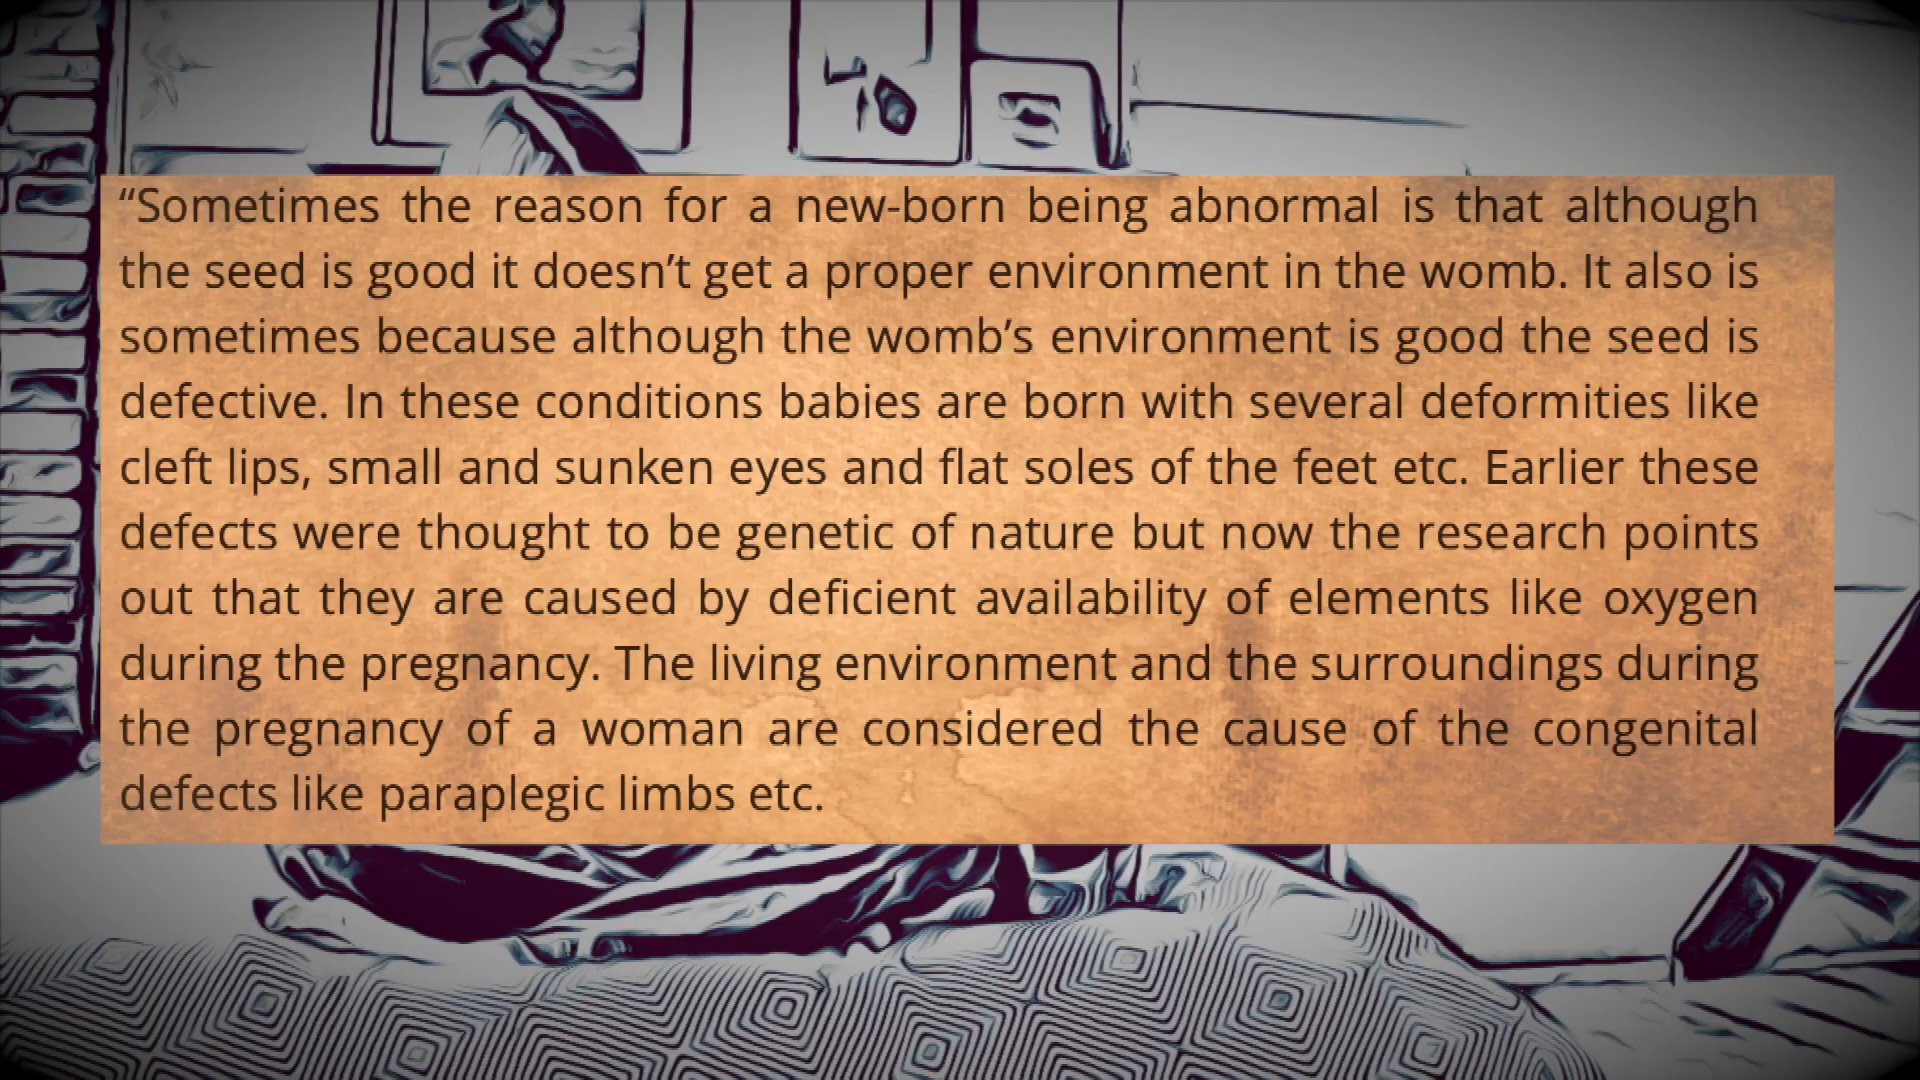 “Sometimes the reason for a new-born being abnormal is that although
the seed is good it doesn’t get a proper environment in the womb. It also is
sometimes because although the womb’s environment is good the seed is
defective. In these conditions babies are born with several deformities like
cleft lips, small and sunken eyes and flat soles of the feet etc. Earlier these
defects were thought to be genetic of nature but now the research points
out that they are caused by deficient availability of elements like oxygen
during the pregnancy. The living environment and the surroundings during
the pregnancy of a woman are considered the cause of the congenital
defects like paraplegic limbs etc.